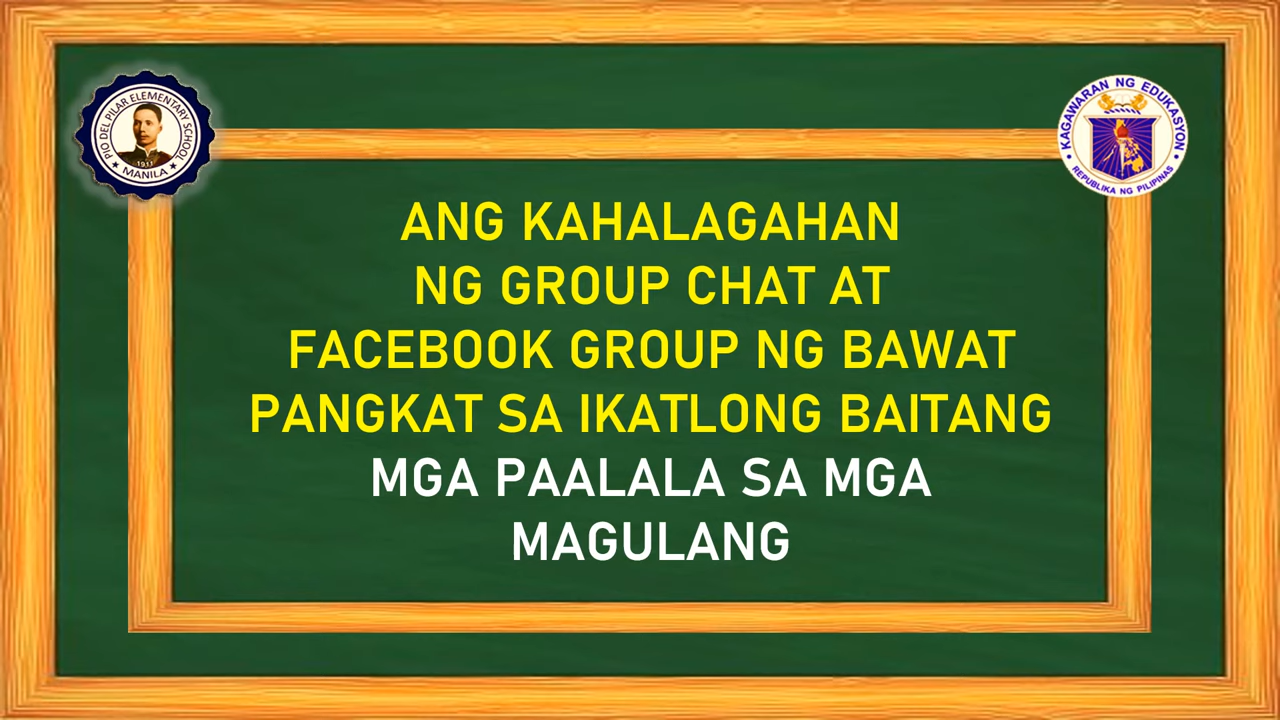 PIO DEL PILAR ELEMENTARY SCHOOL
1911
★ MANILA ★
• KAGAWARAN NG EDUKASYON •
REPUBLIKA NG PILIPINAS
ANG KAHALAGAHAN
NG GROUP CHAT AT
FACEBOOK GROUP NG BAWAT
PANGKAT SA IKATLONG BAITANG
MGA PAALALA SA MGA
MAGULANG